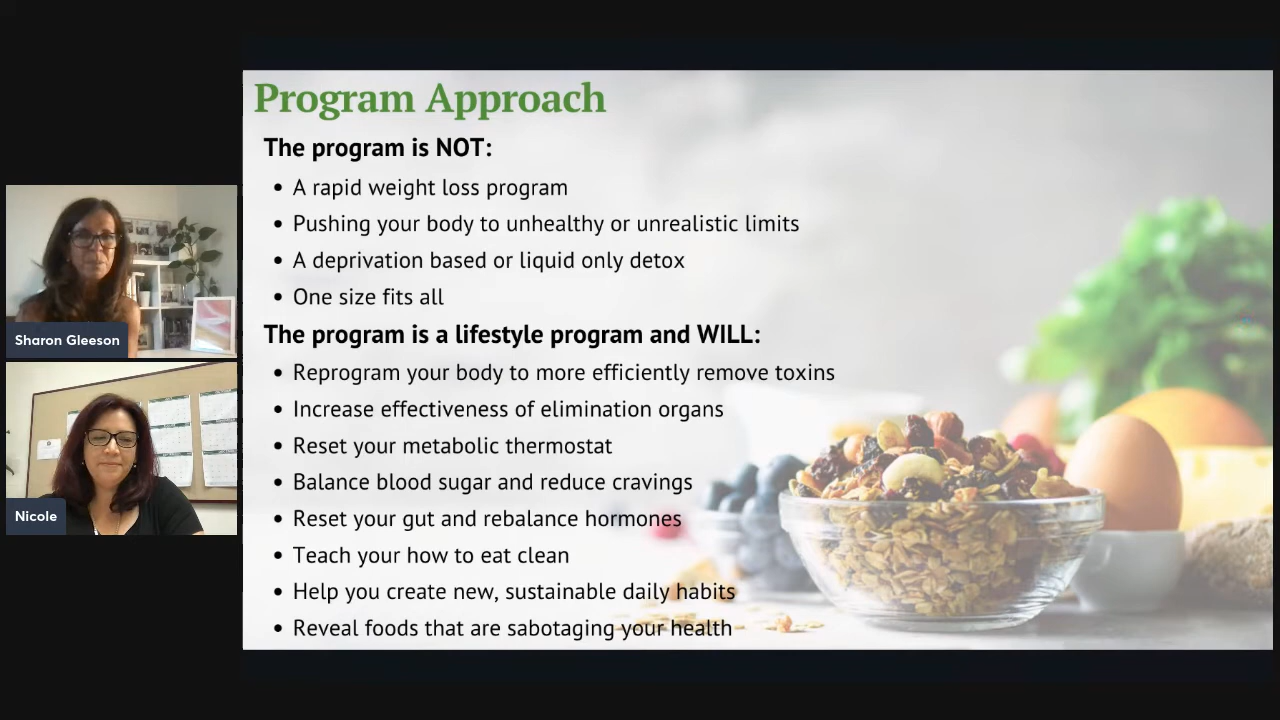 Program Approach
The program is NOT:
• A rapid weight loss program
• Pushing your body to unhealthy or unrealistic limits
• A deprivation based or liquid only detox
• One size fits all
The program is a lifestyle program and WILL:
• Reprogram your body to more efficiently remove toxins
• Increase effectiveness of elimination organs
• Reset your metabolic thermostat
• Balance blood sugar and reduce cravings
• Reset your gut and rebalance hormones
• Teach your how to eat clean
• Help you create new, sustainable daily habits
• Reveal foods that are sabotaging your health
Sharon Gleeson
Nicole